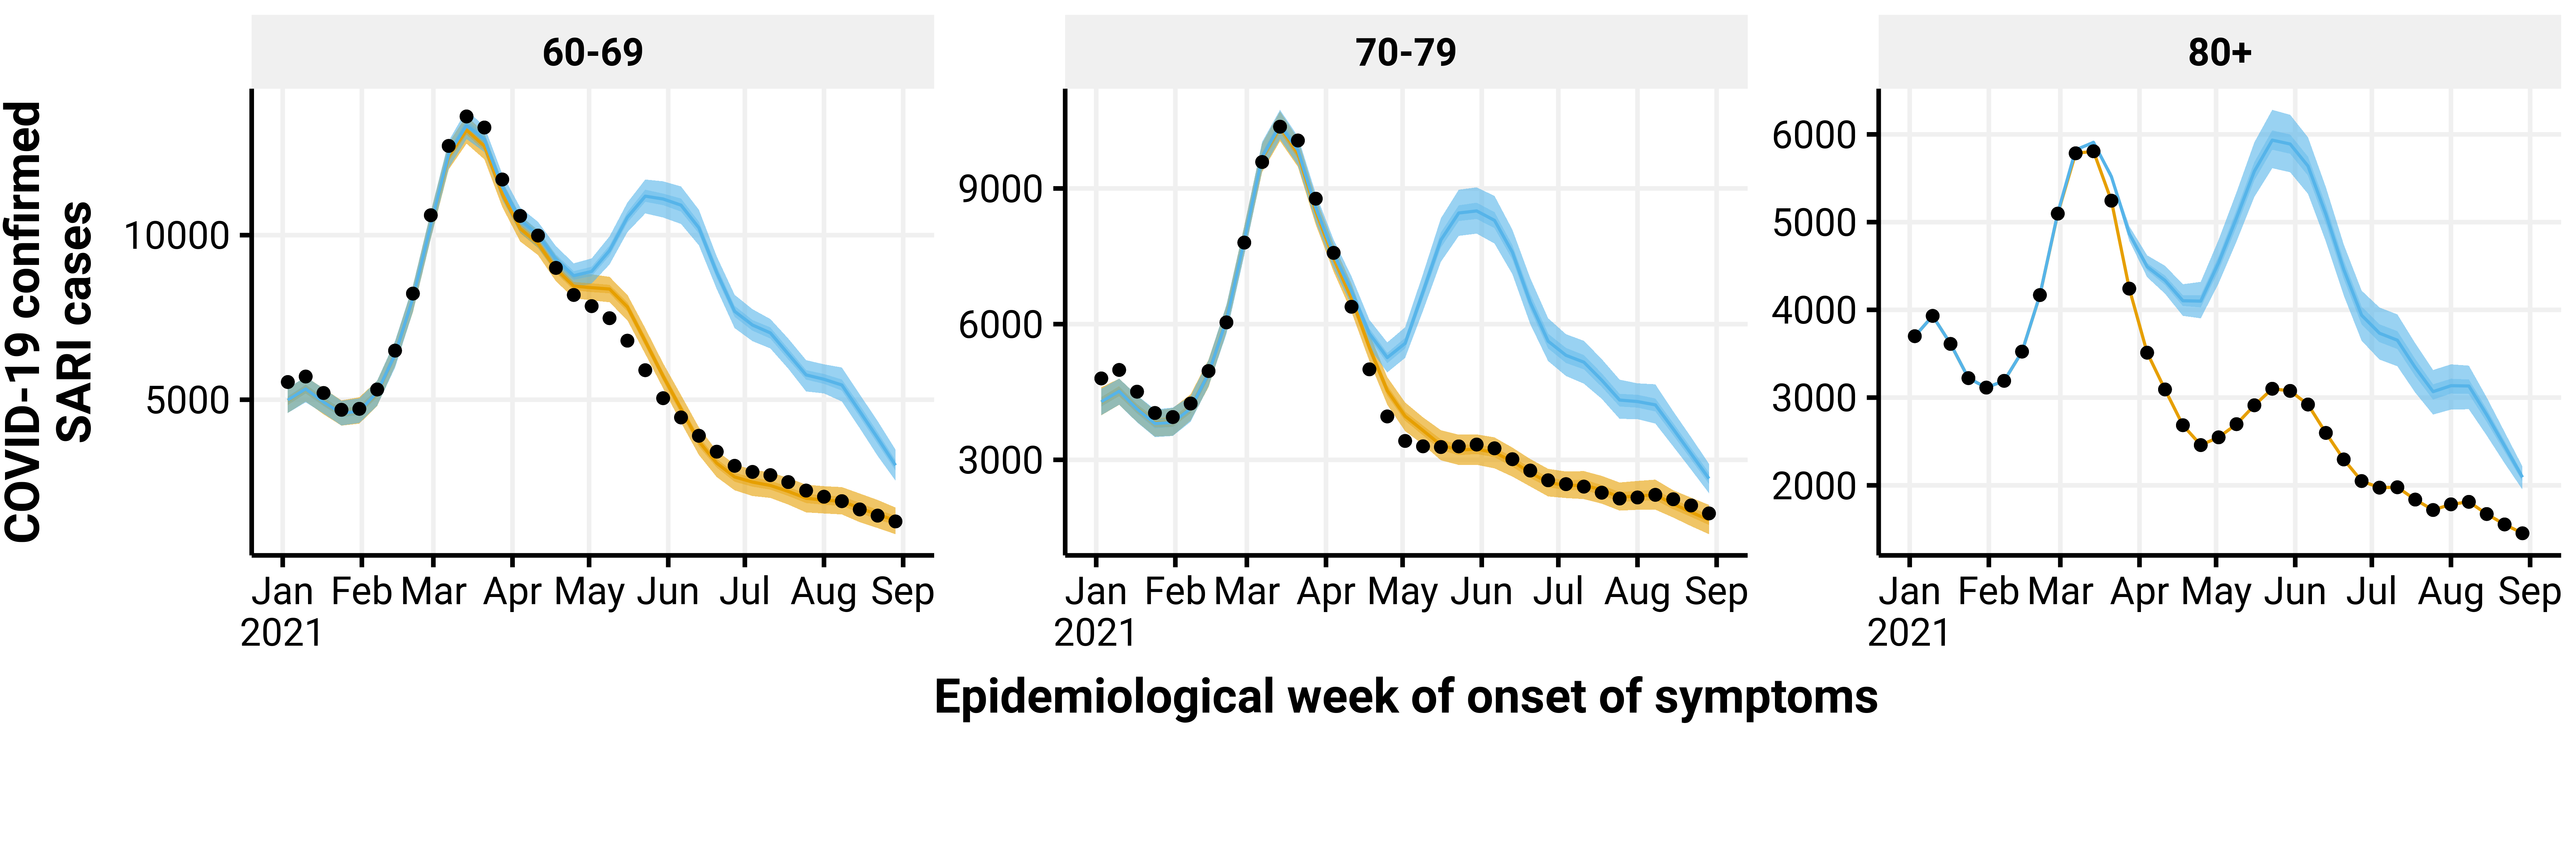 60-69
70-79
80+
COVID-19 confirmed
SARI cases
10000
5000
9000
6000
3000
6000
5000
4000
3000
2000
Jan Feb Mar Apr May Jun Jul Aug Sep
2021
Jan Feb Mar Apr May Jun Jul Aug Sep
2021
Jan Feb Mar Apr May Jun Jul Aug Sep
2021
Epidemiological week of onset of symptoms